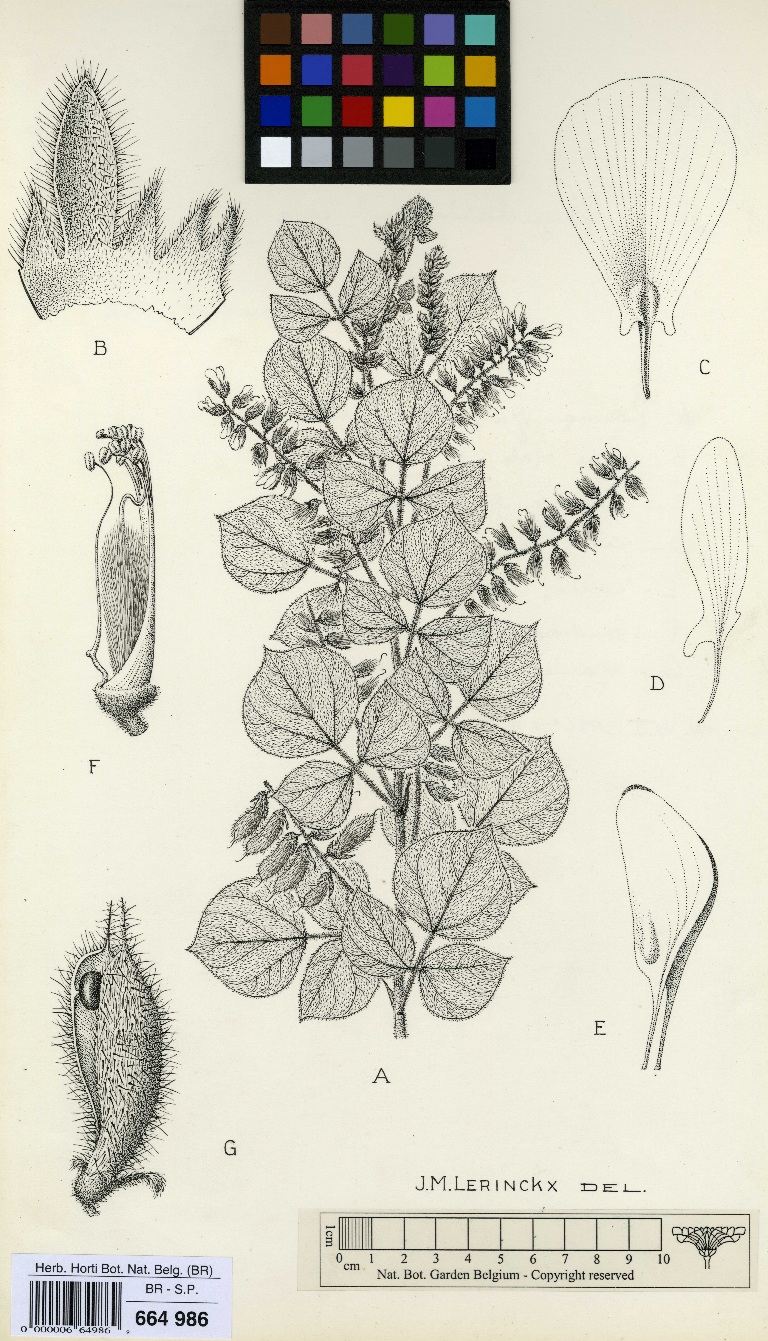 B
C
F
D
E
A
G
J.M.LERINCKX DEL.
1cm
0 1 2 3 4 5 6 7 8 9 10
cm
Nat. Bot. Garden Belgium - Copyright reserved
Herb. Horti Bot. Nat. Belg. (BR)
BR - S.P.
664 986
0 000006 64986